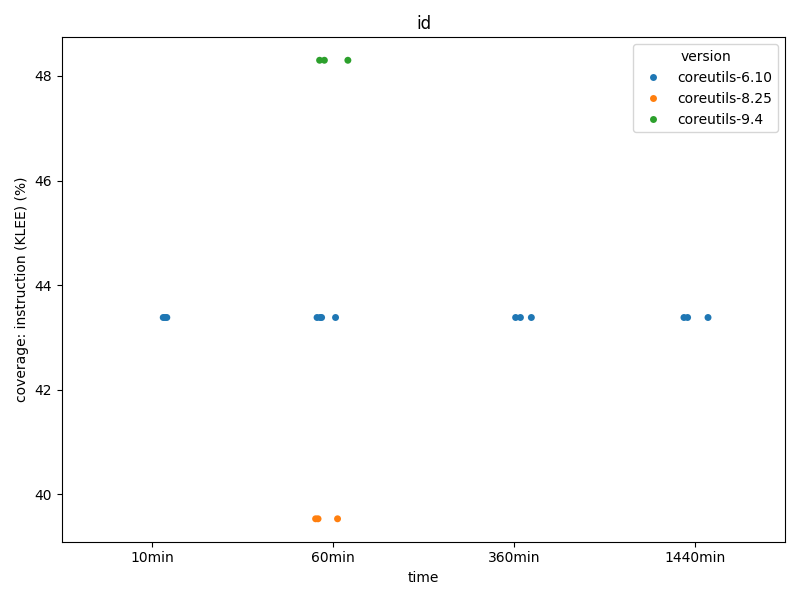 id
version
coreutils-6.10
coreutils-8.25
coreutils-9.4
coverage: instruction (KLEE) (%)
48
46
44
42
40
10min
60min
360min
1440min
time